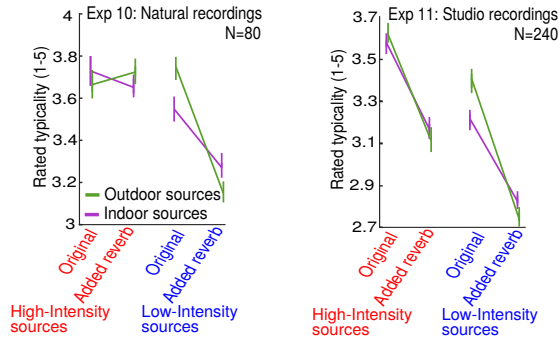 Exp 10: Natural recordings
N=80
Rated typicality (1-5)
4
3.8
3.6
3.4
3.2
3
Outdoor sources
Indoor sources
Original
Added reverb
Original
Added reverb
High-Intensity
sources
Low-Intensity
sources
Exp 11: Studio recordings
N=240
Rated typicality (1-5)
3.7
3.5
3.3
3.1
2.9
2.7
Original
Added reverb
Original
Added reverb
High-Intensity
sources
Low-Intensity
sources